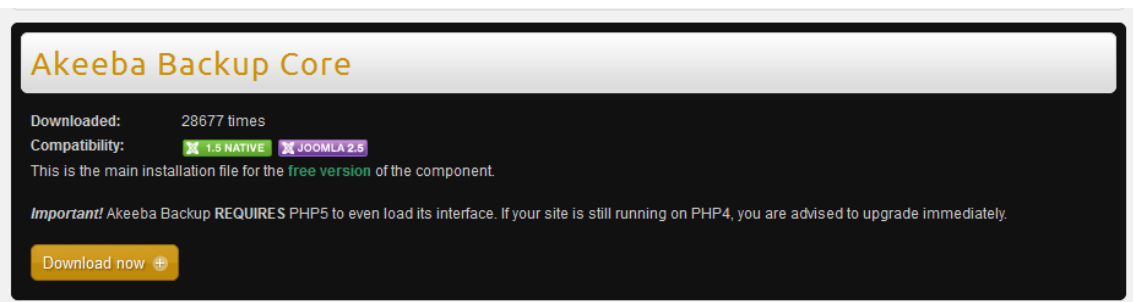 Akeeba Backup Core
Downloaded: 28677 times
Compatibility: 1.5 NATIVE JOOMLA 2.5
This is the main installation file for the free version of the component.
Important! Akeeba Backup REQUIRES PHP5 to even load its interface. If your site is still running on PHP4, you are advised to upgrade immediately.
Download now